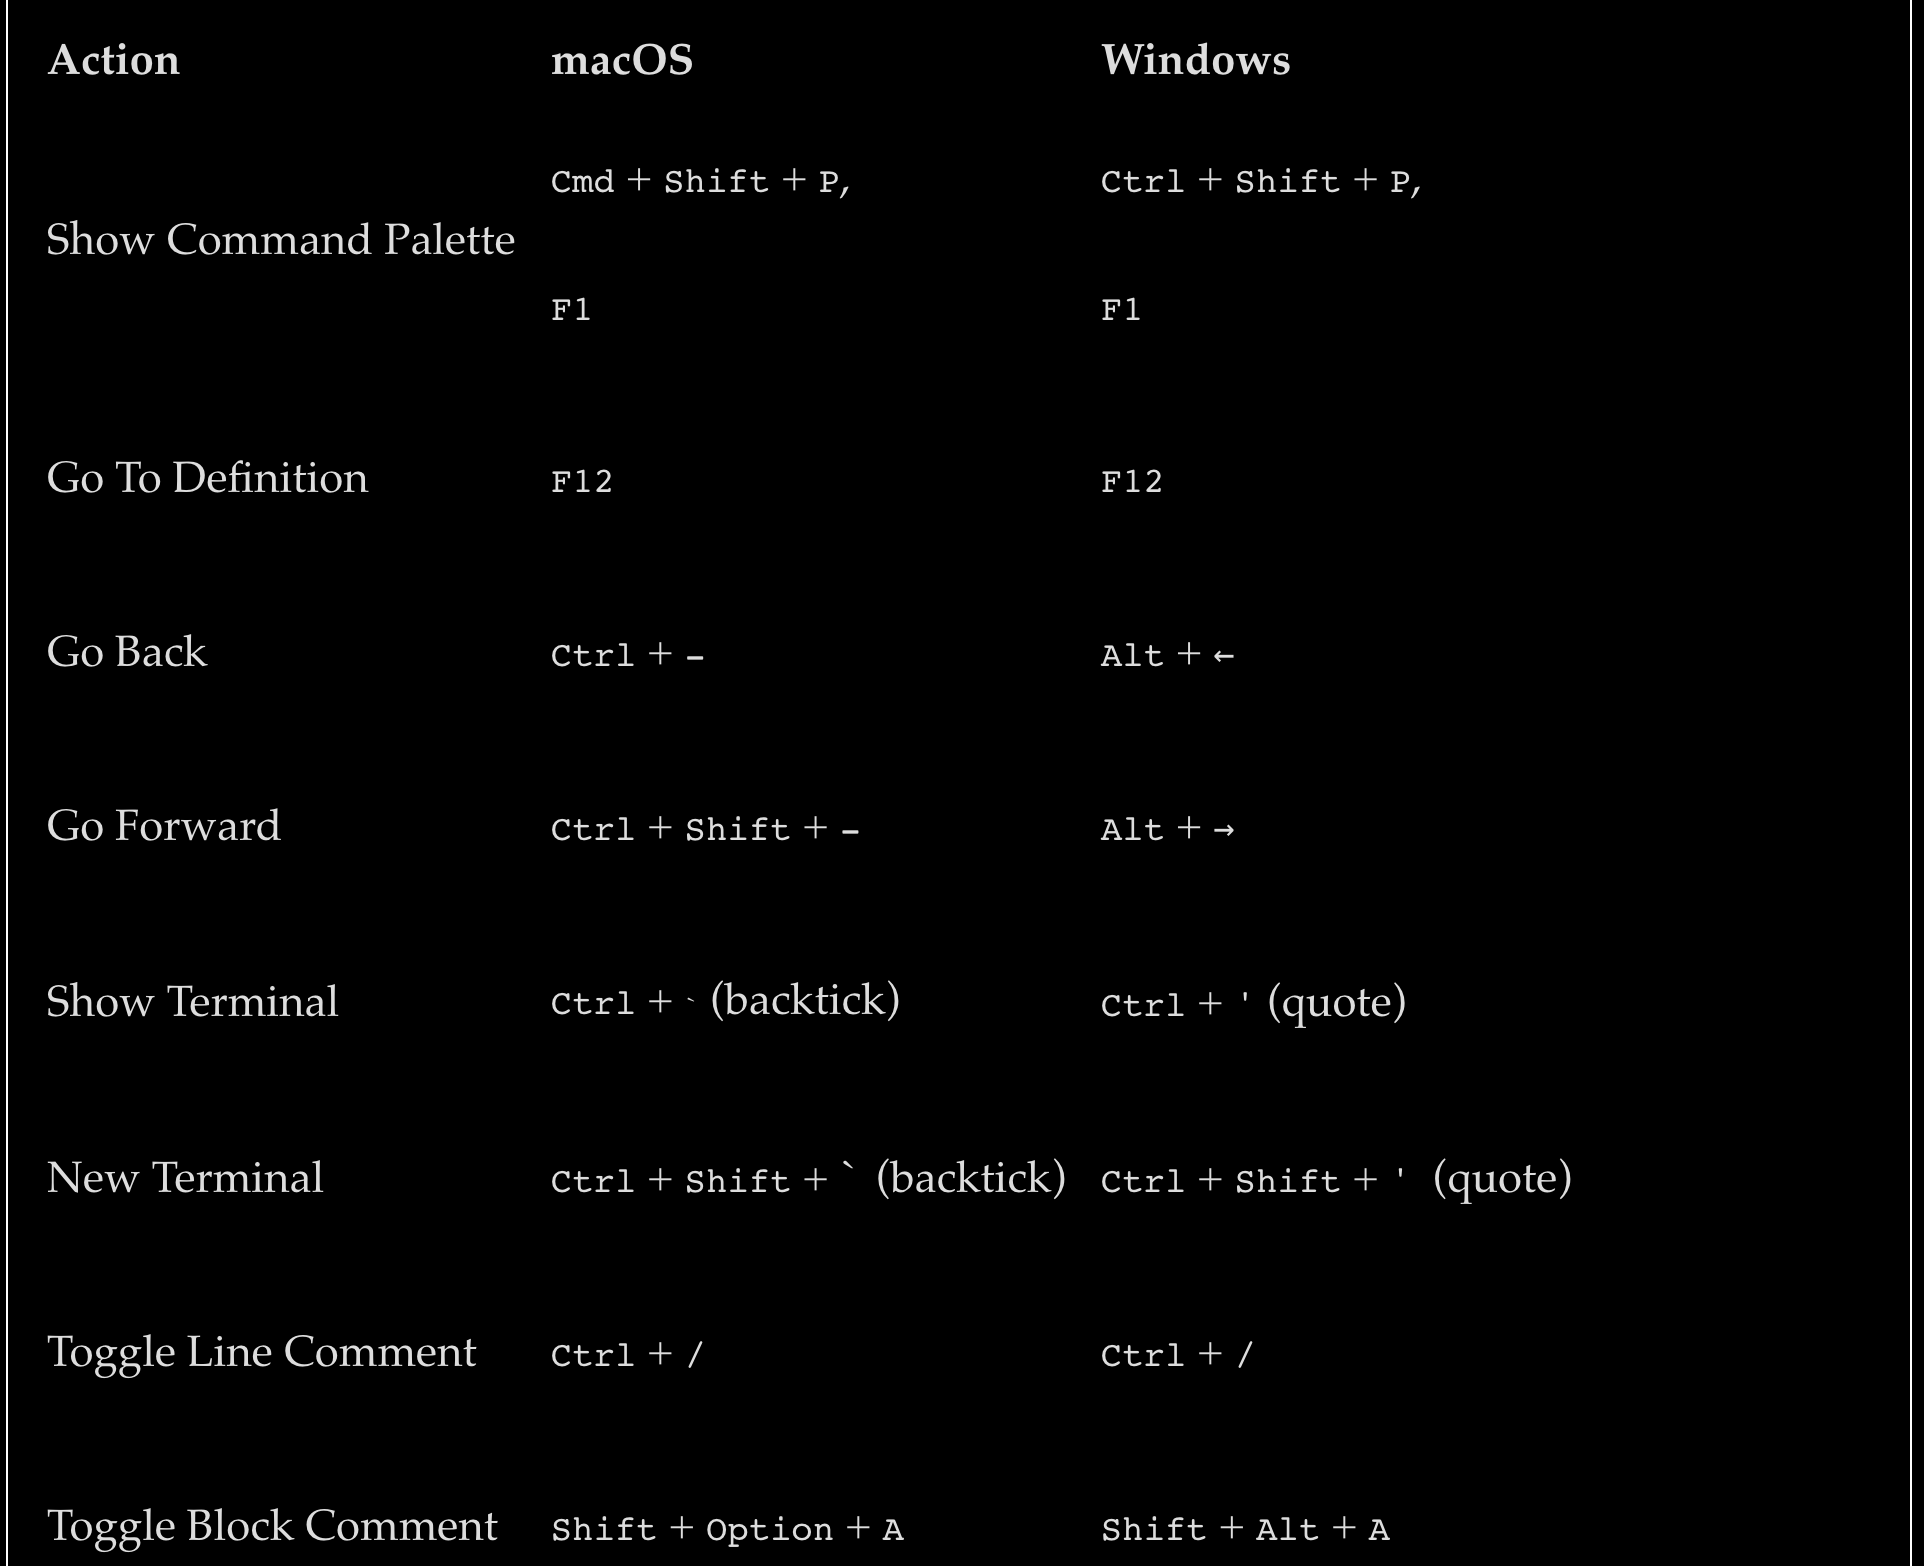 Action macOS Windows
Cmd + Shift + P, Ctrl + Shift + P,
Show Command Palette
F1 F1
Go To Definition F12 F12
Go Back Ctrl + - Alt + ←
Go Forward Ctrl + Shift + - Alt + →
Show Terminal Ctrl + ` (backtick) Ctrl + ' (quote)
New Terminal Ctrl + Shift + ` (backtick) Ctrl + Shift + ' (quote)
Toggle Line Comment Ctrl + / Ctrl + /
Toggle Block Comment Shift + Option + A Shift + Alt + A